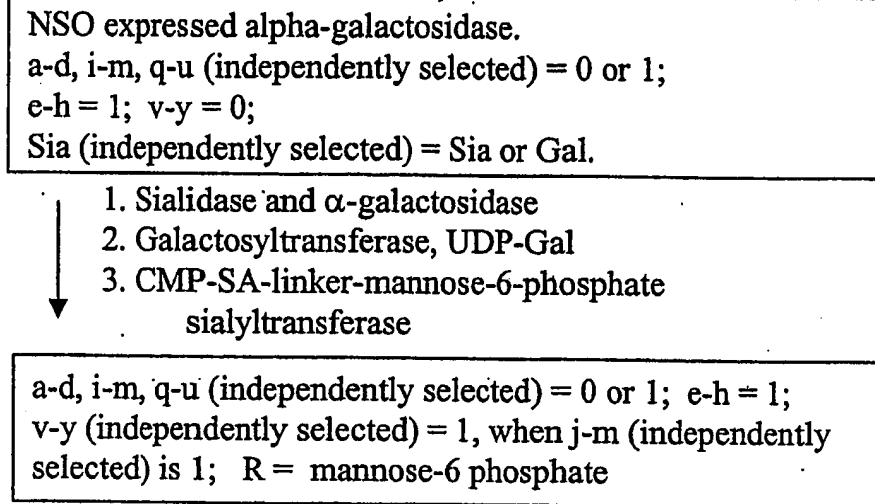 NSO expressed alpha-galactosidase.
a-d, i-m, q-u (independently selected) = 0 or 1;
e-h = 1; v-y = 0;
Sia (independently selected) = Sia or Gal.
1. Sialidase and α-galactosidase
2. Galactosyltransferase, UDP-Gal
3. CMP-SA-linker-mannose-6-phosphate
sialyltransferase
a-d, i-m, q-u (independently selected) = 0 or 1; e-h = 1;
v-y (independently selected) = 1, when j-m (independently
selected) is 1; R = mannose-6 phosphate